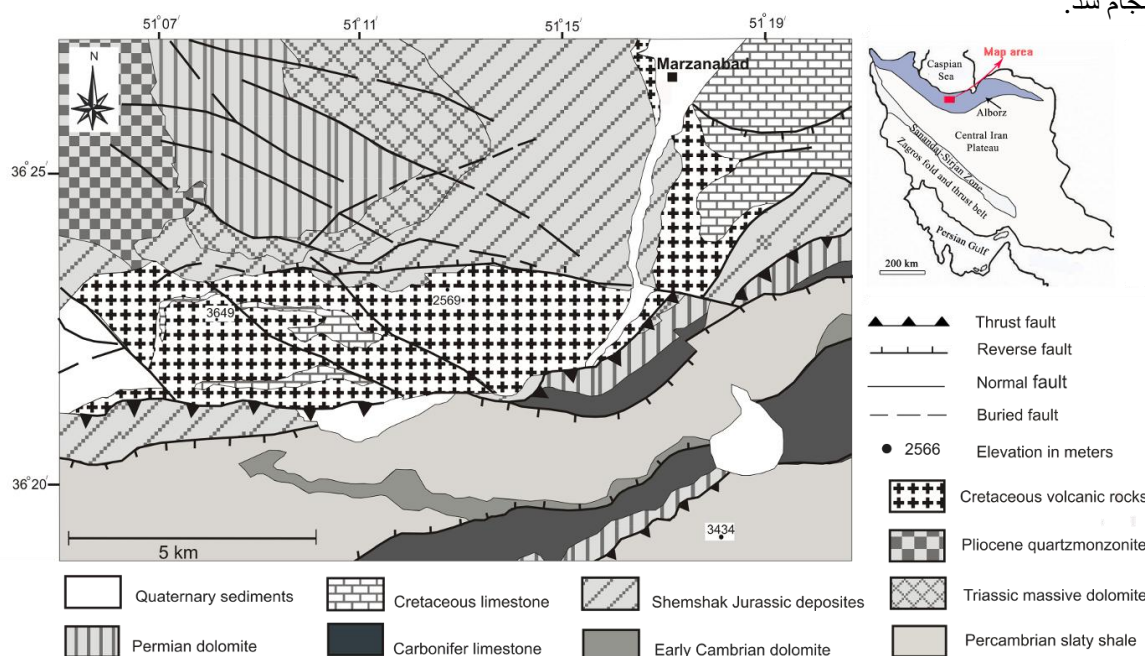 نجام شد.
51°07′
51°11′
51°15′
51°19′
N
Marzanabad
36°25′
2569
3649
36°20′
3434
5 km
Map area
Caspian
Sea
Alborz
Central Iran
Plateau
Sanandaj-Sirjan Zone
Zagros fold and thrust belt
Persian Gulf
200 km
Thrust fault
Reverse fault
Normal fault
Buried fault
2566 Elevation in meters
Cretaceous volcanic rocks
Pliocene quartzmonzonite
Quaternary sediments
Cretaceous limestone
Shemshak Jurassic deposites
Triassic massive dolomite
Permian dolomite
Carbonifer limestone
Early Cambrian dolomite
Percambrian slaty shale